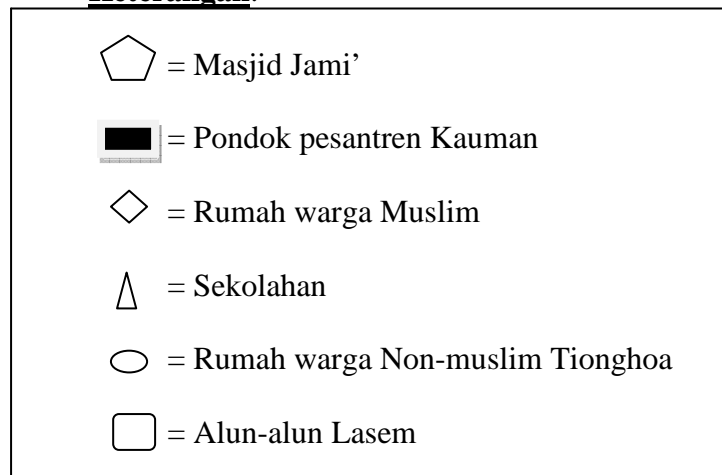 Keterangan:
= Masjid Jami’
= Pondok pesantren Kauman
= Rumah warga Muslim
= Sekolahan
= Rumah warga Non-muslim Tionghoa
= Alun-alun Lasem